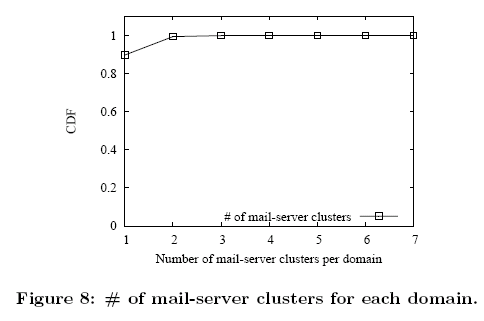 1
0.8
0.6
0.4
0.2
0
CDF
# of mail-server clusters
1 2 3 4 5 6 7
Number of mail-server clusters per domain
Figure 8: # of mail-server clusters for each domain.